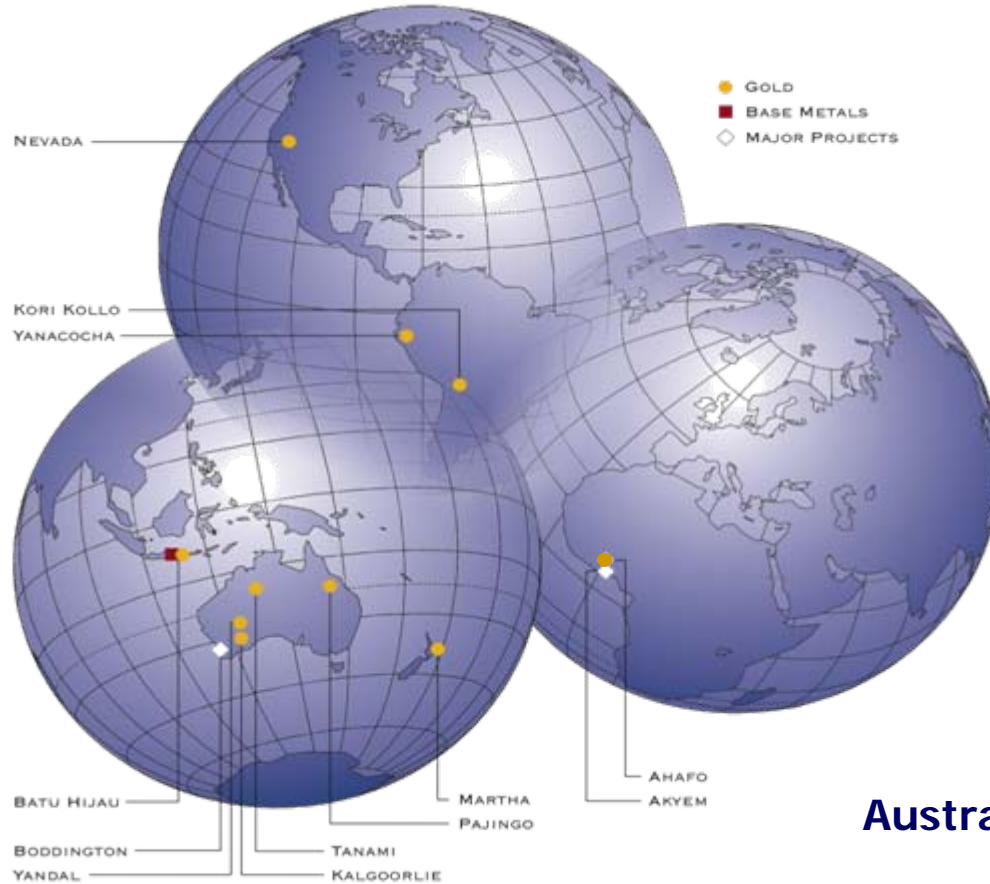 GOLD
BASE METALS
MAJOR PROJECTS
NEVADA
KORI KOLLO
YANACOCHA
AHAFO
AKYEM
BATU HIJAU
MARTHA
PAJINGO
BODDINGTON
TANAMI
YANDAL
KALGOORLIE